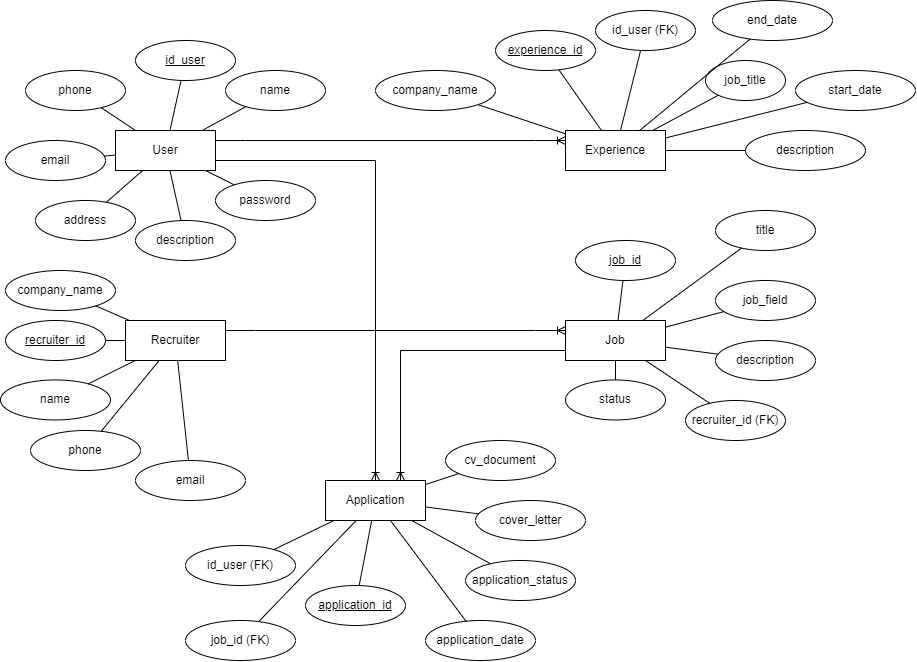 end_date
id_user (FK)
experience_id
id_user
job_title
phone
name
company_name
start_date
User
Experience
description
email
password
address
description
title
job_id
company_name
job_field
recruiter_id
Recruiter
Job
description
name
status
recruiter_id (FK)
phone
cv_document
email
Application
cover_letter
id_user (FK)
application_status
application_id
job_id (FK)
application_date